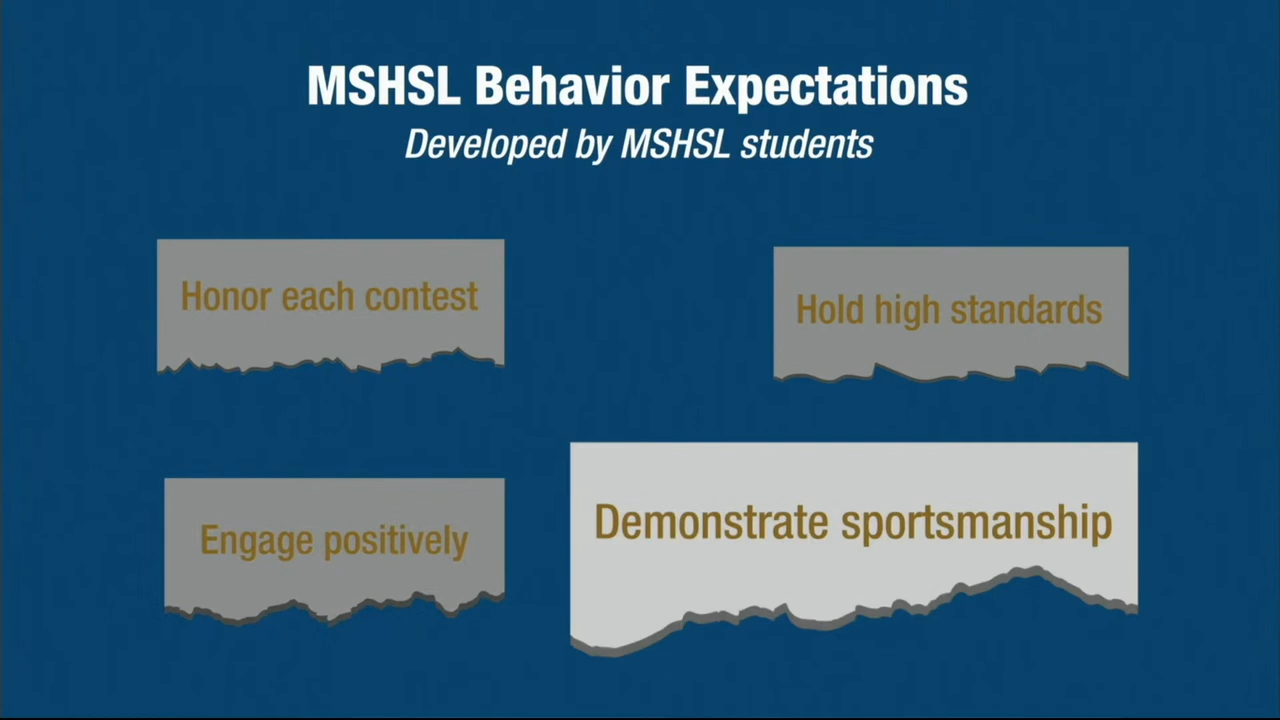 MSHSL Behavior Expectations
Developed by MSHSL students
Honor each contest
Hold high standards
Engage positively
Demonstrate sportsmanship